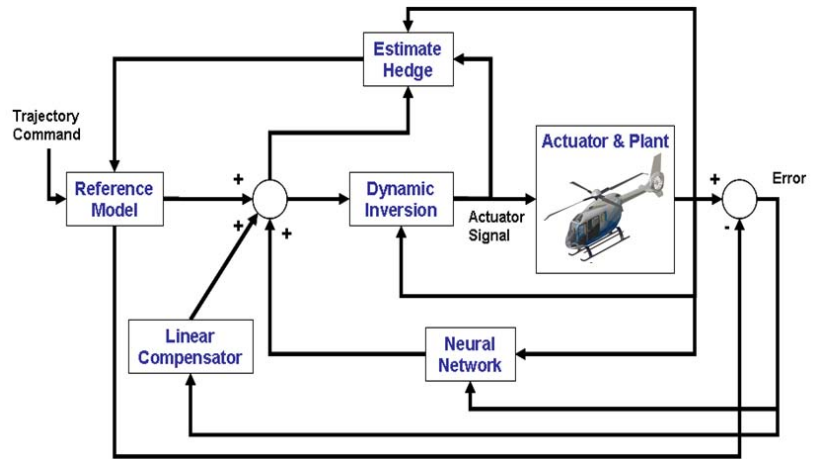 Estimate
Hedge
Trajectory
Command
Actuator & Plant
Reference
Model
+
+
+
Dynamic
Inversion
Actuator
Signal
+
-
Error
Linear
Compensator
Neural
Network